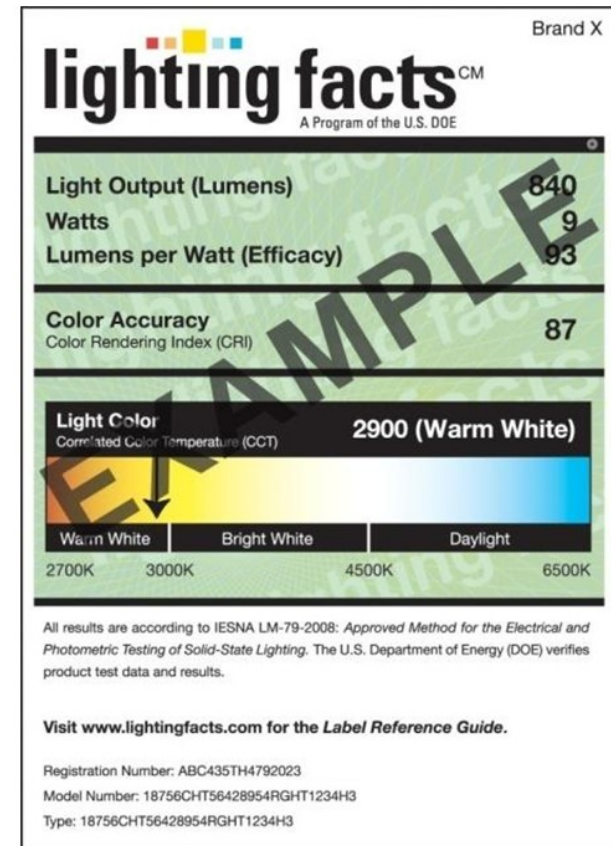 Brand X
lighting facts CM
A Program of the U.S. DOE
Light Output (Lumens) 840
Watts 9
Lumens per Watt (Efficacy) 93
Color Accuracy
Color Rendering Index (CRI) 87
Light Color
Correlated Color Temperature (CCT) 2900 (Warm White)
Warm White Bright White Daylight
2700K 3000K 4500K 6500K
EXAMPLE
All results are according to IESNA LM-79-2008: Approved Method for the Electrical and
Photometric Testing of Solid-State Lighting. The U.S. Department of Energy (DOE) verifies
product test data and results.
Visit www.lightingfacts.com for the Label Reference Guide.
Registration Number: ABC435TH4792023
Model Number: 18756CHT56428954RGHT1234H3
Type: 18756CHT56428954RGHT1234H3